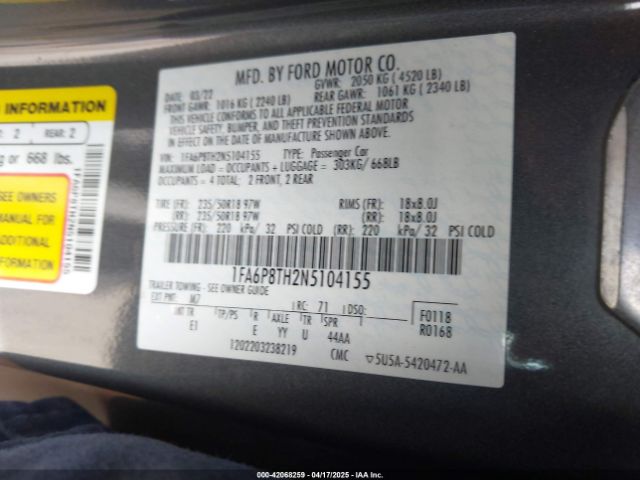 MFD. BY FORD MOTOR CO.
DATE: 03/22 GVWR: 2050 KG ( 4520 LB)
FRONT GAWR: 1016 KG ( 2240 LB) REAR GAWR: 1061 KG ( 2340 LB)
THIS VEHICLE CONFORMS TO ALL APPLICABLE FEDERAL MOTOR
VEHICLE SAFETY, BUMPER, AND THEFT PREVENTION STANDARDS
IN EFFECT ON THE DATE OF MANUFACTURE SHOWN ABOVE.
VIN: 1FA6P8TH2N5104155 TYPE: Passenger Car
MAXIMUM LOAD = OCCUPANTS + LUGGAGE = 303KG/ 668LB
OCCUPANTS = 4 TOTAL: 2 FRONT, 2 REAR
TIRE (FR): 235/50R18 97W RIMS (FR): 18x8.0J
(RR): 235/50R18 97W (RR): 18x8.0J
PRESSURE (FR): 220 kPa/ 32 PSI COLD (RR): 220 kPa/ 32 PSI COLD
1FA6P8TH2N5104155
TRAILER TOWING - SEE OWNER GUIDE
EXT PNT: M7 RC: 71 DSO: F0118
INT TR TP/PS R AXLE TR SPR R0168
E1 E YY U 44AA
1202203238219 CMC ▽5U5A-5420472-AA
INFORMATION
: 2 REAR: 2
g or 668 lbs.
SEE OWNERS
MANUAL FOR
ADDITIONAL
INFORMATION
1FA6P8TH2N5104155
IAA-42068259 | 04/17/2025 | Copyright IAA, Inc.